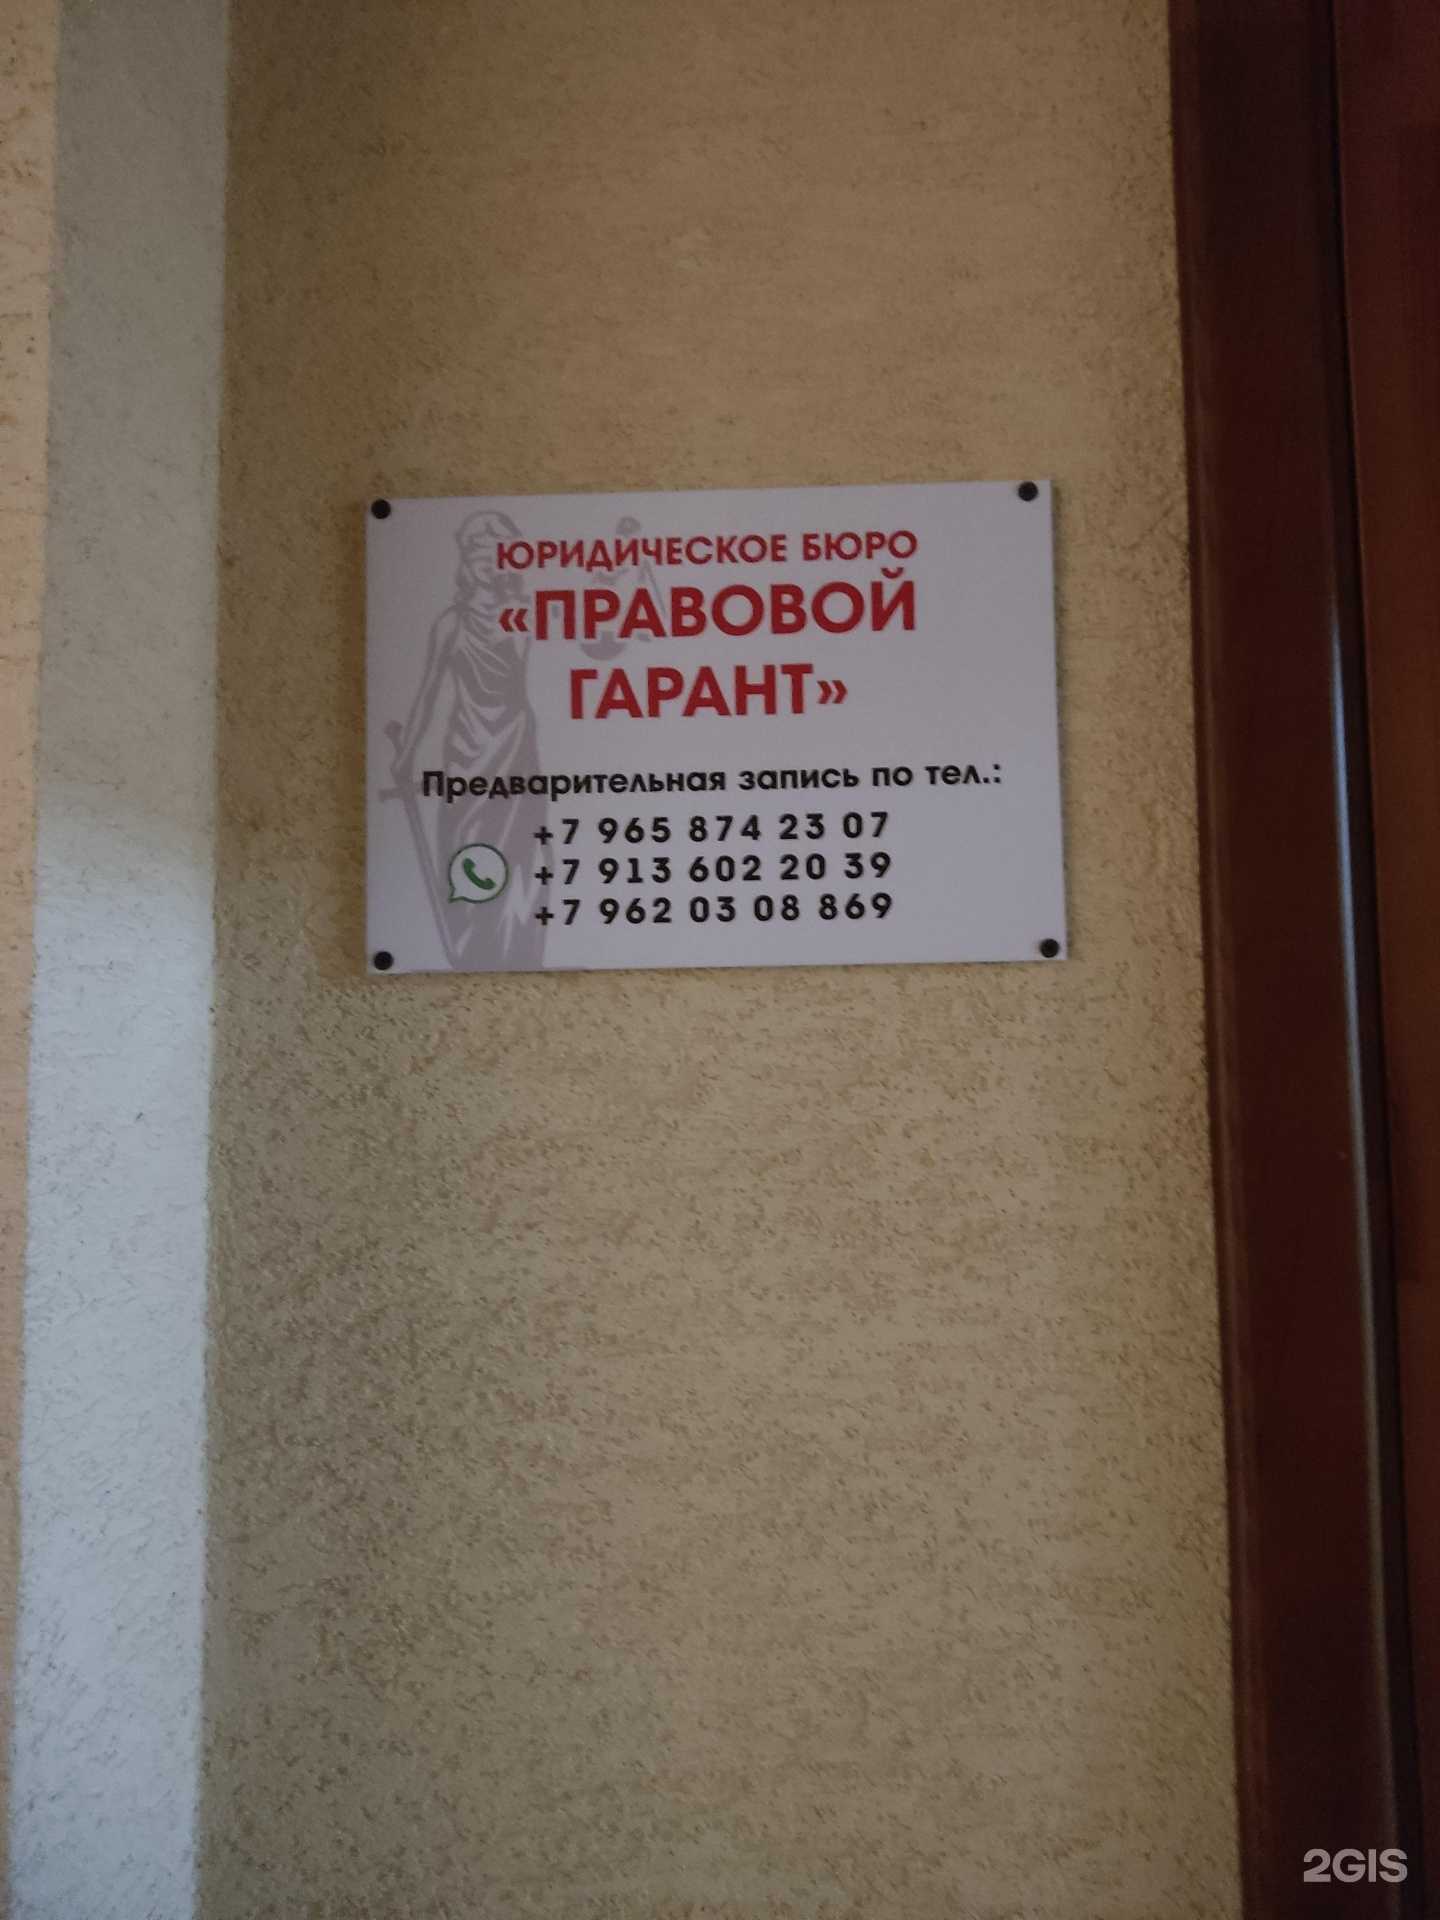 ЮРИДИЧЕСКОЕ БЮРО
«ПРАВОВОЙ
ГАРАНТ»
Предварительная запись по тел.:
+7 965 874 23 07
+7 913 602 20 39
+7 962 03 08 869
2GIS